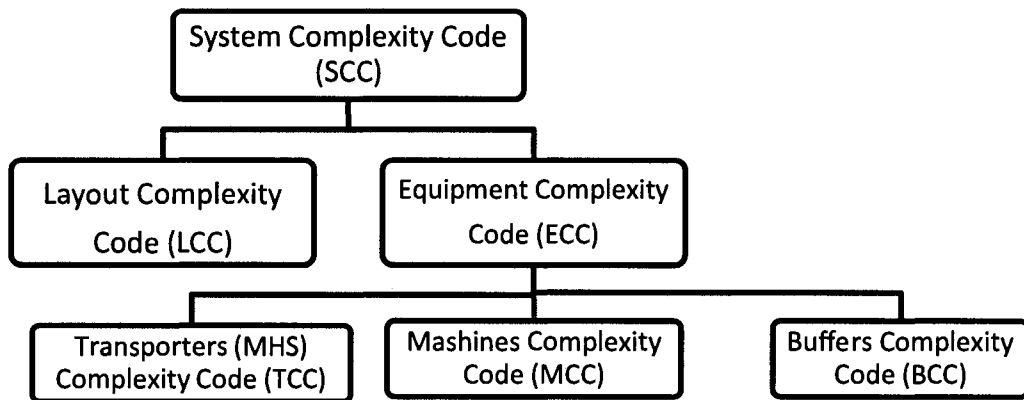 System Complexity Code
(SCC)
Layout Complexity
Code (LCC)
Equipment Complexity
Code (ECC)
Transporters (MHS)
Complexity Code (TCC)
Mashines Complexity
Code (MCC)
Buffers Complexity
Code (BCC)